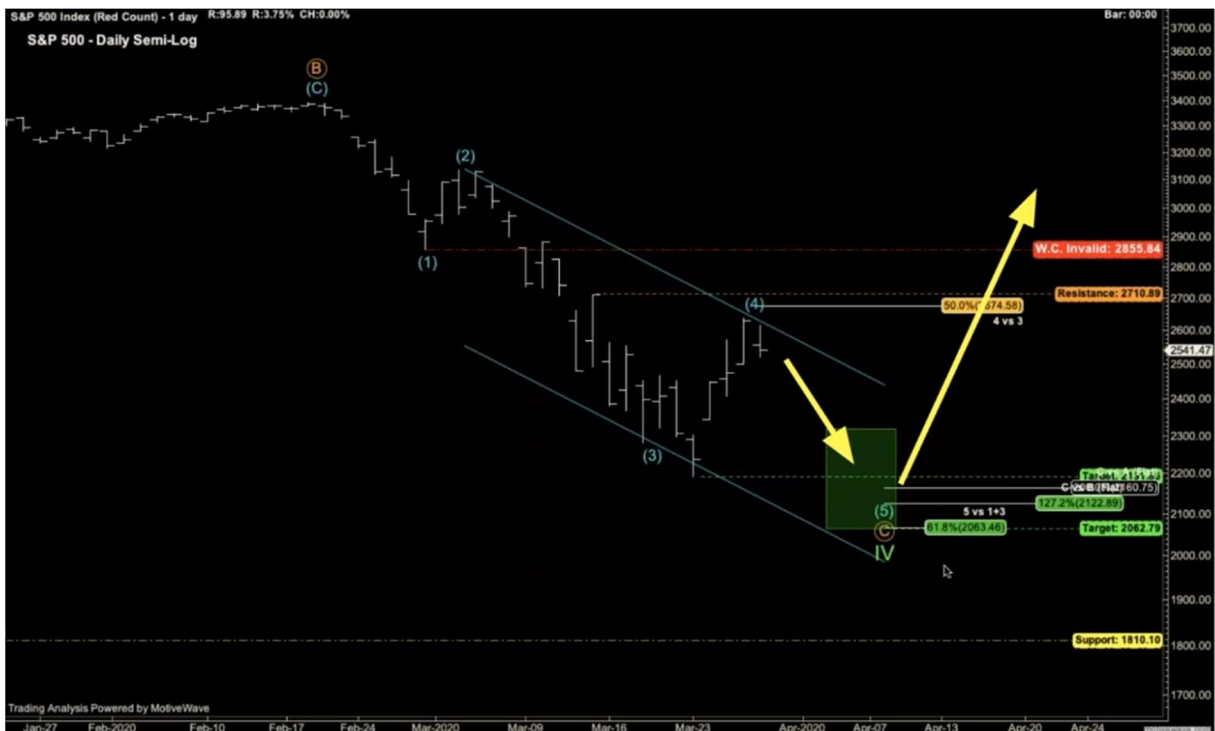 S&P 500 Index (Red Count) - 1 day R:95.89 R:3.75% CH:0.00%
Bar: 00:00
S&P 500 - Daily Semi-Log
3700.00
3600.00
3500.00
B
(C)
3400.00
3300.00
(2)
3200.00
3100.00
3000.00
2900.00
W.C. Invalid: 2855.84
(1)
2800.00
Resistance: 2710.89
2700.00
(4)
50.0%(2674.58)
4 vs 3
2600.00
2541.47
2500.00
2400.00
2300.00
(3)
2200.00
127.2%(2122.89)
(5)
5 vs 1+3
2100.00
61.8%(2063.46)
Target: 2062.79
C
IV
2000.00
1900.00
Support: 1810.10
1800.00
1700.00
Trading Analysis Powered by MotiveWave
Jan-27 Feb-2020 Feb-10 Feb-17 Feb-24 Mar-2020 Mar-09 Mar-16 Mar-23 Apr-2020 Apr-07 Apr-13 Apr-20 Apr-24